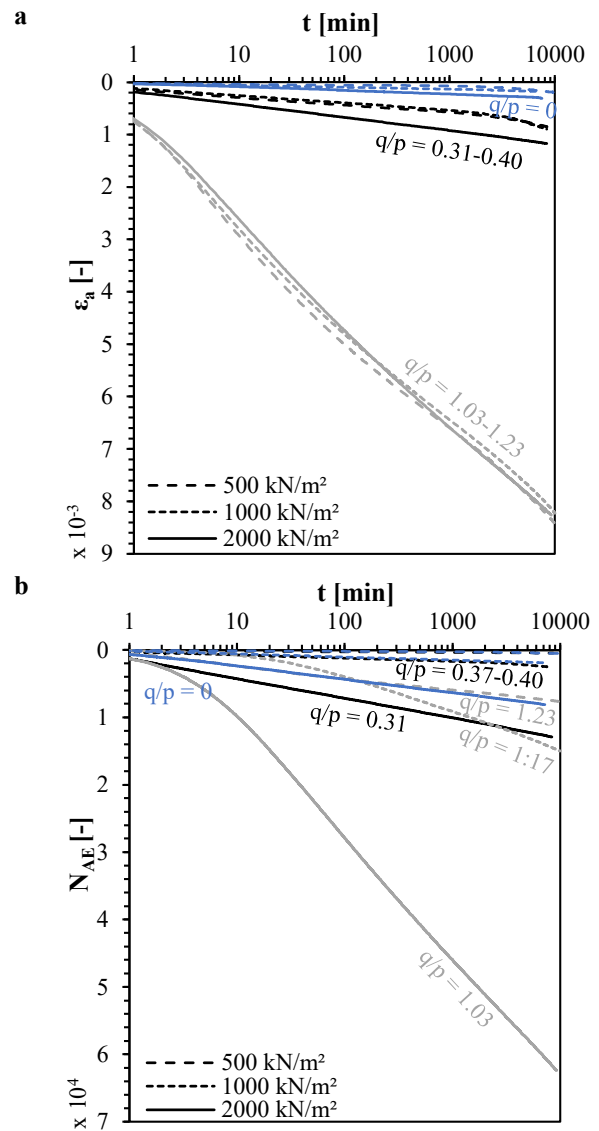 a
t [min]
1 10 100 1000 10000
0
1
2
3
4
5
6
7
8
9
εa [-]
x 10-3
q/p = 0
q/p = 0.31-0.40
q/p = 1.03-1.23
500 kN/m²
1000 kN/m²
2000 kN/m²
b
t [min]
1 10 100 1000 10000
0
1
2
3
4
5
6
7
NAE [-]
x 10⁴
q/p = 0.37-0.40
q/p = 0
q/p = 0.31
q/p = 1.23
q/p = 1:17
q/p = 1.03
500 kN/m²
1000 kN/m²
2000 kN/m²